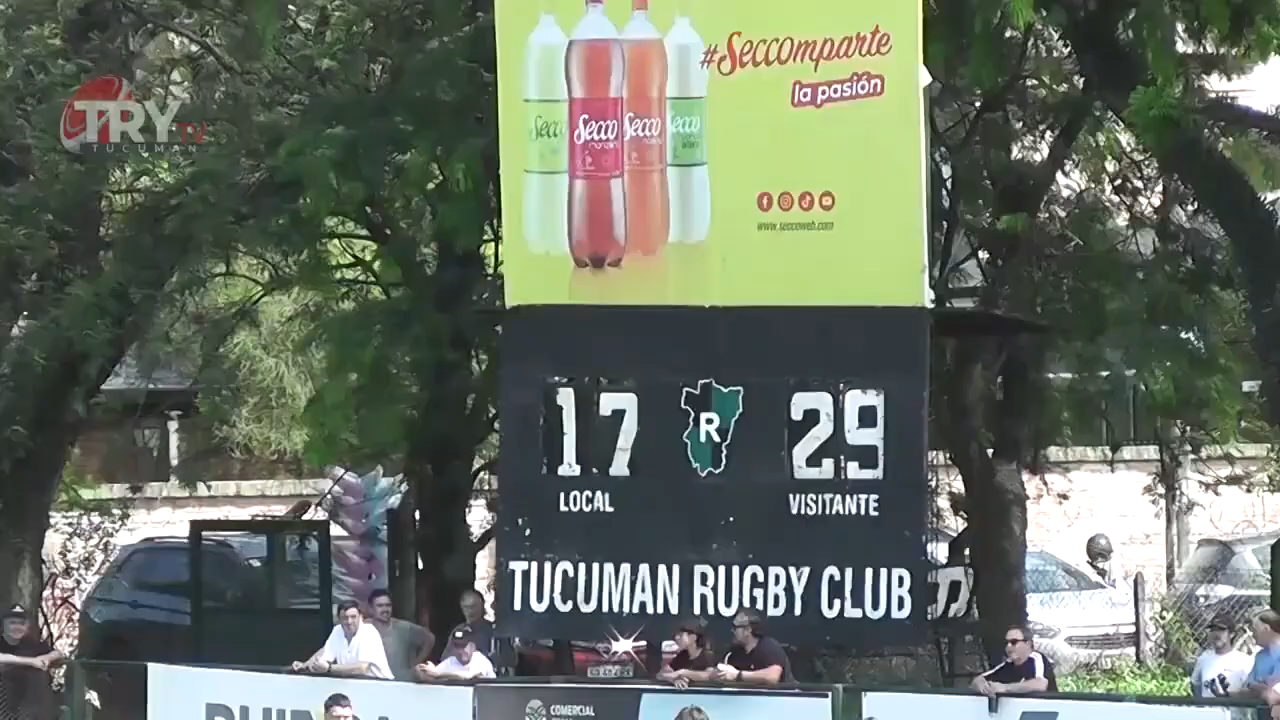 #Seccomparte
la pasión
Secco
Secco
Secco
Secco
manzana
www.seccoweb.com
TRY TV
TUCUMAN
17
R
29
LOCAL
VISITANTE
TUCUMAN RUGBY CLUB
COMERCIAL